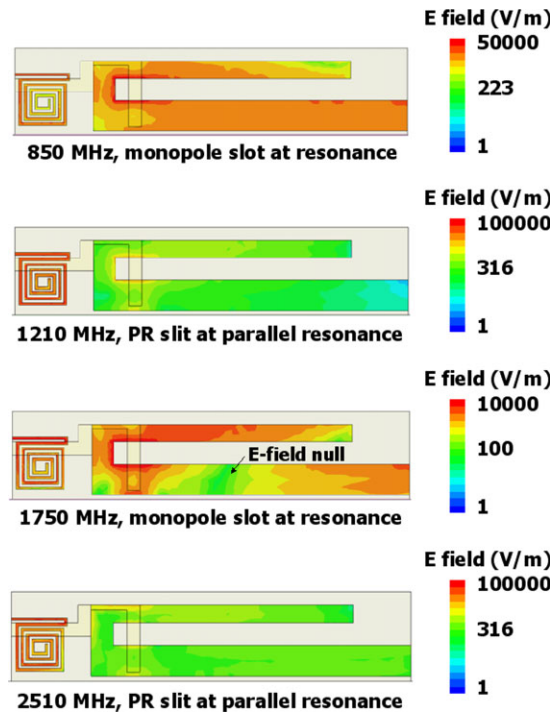 E field (V/m)
50000
223
1
850 MHz, monopole slot at resonance
E field (V/m)
100000
316
1
1210 MHz, PR slit at parallel resonance
E field (V/m)
10000
100
1
E-field null
1750 MHz, monopole slot at resonance
E field (V/m)
100000
316
1
2510 MHz, PR slit at parallel resonance